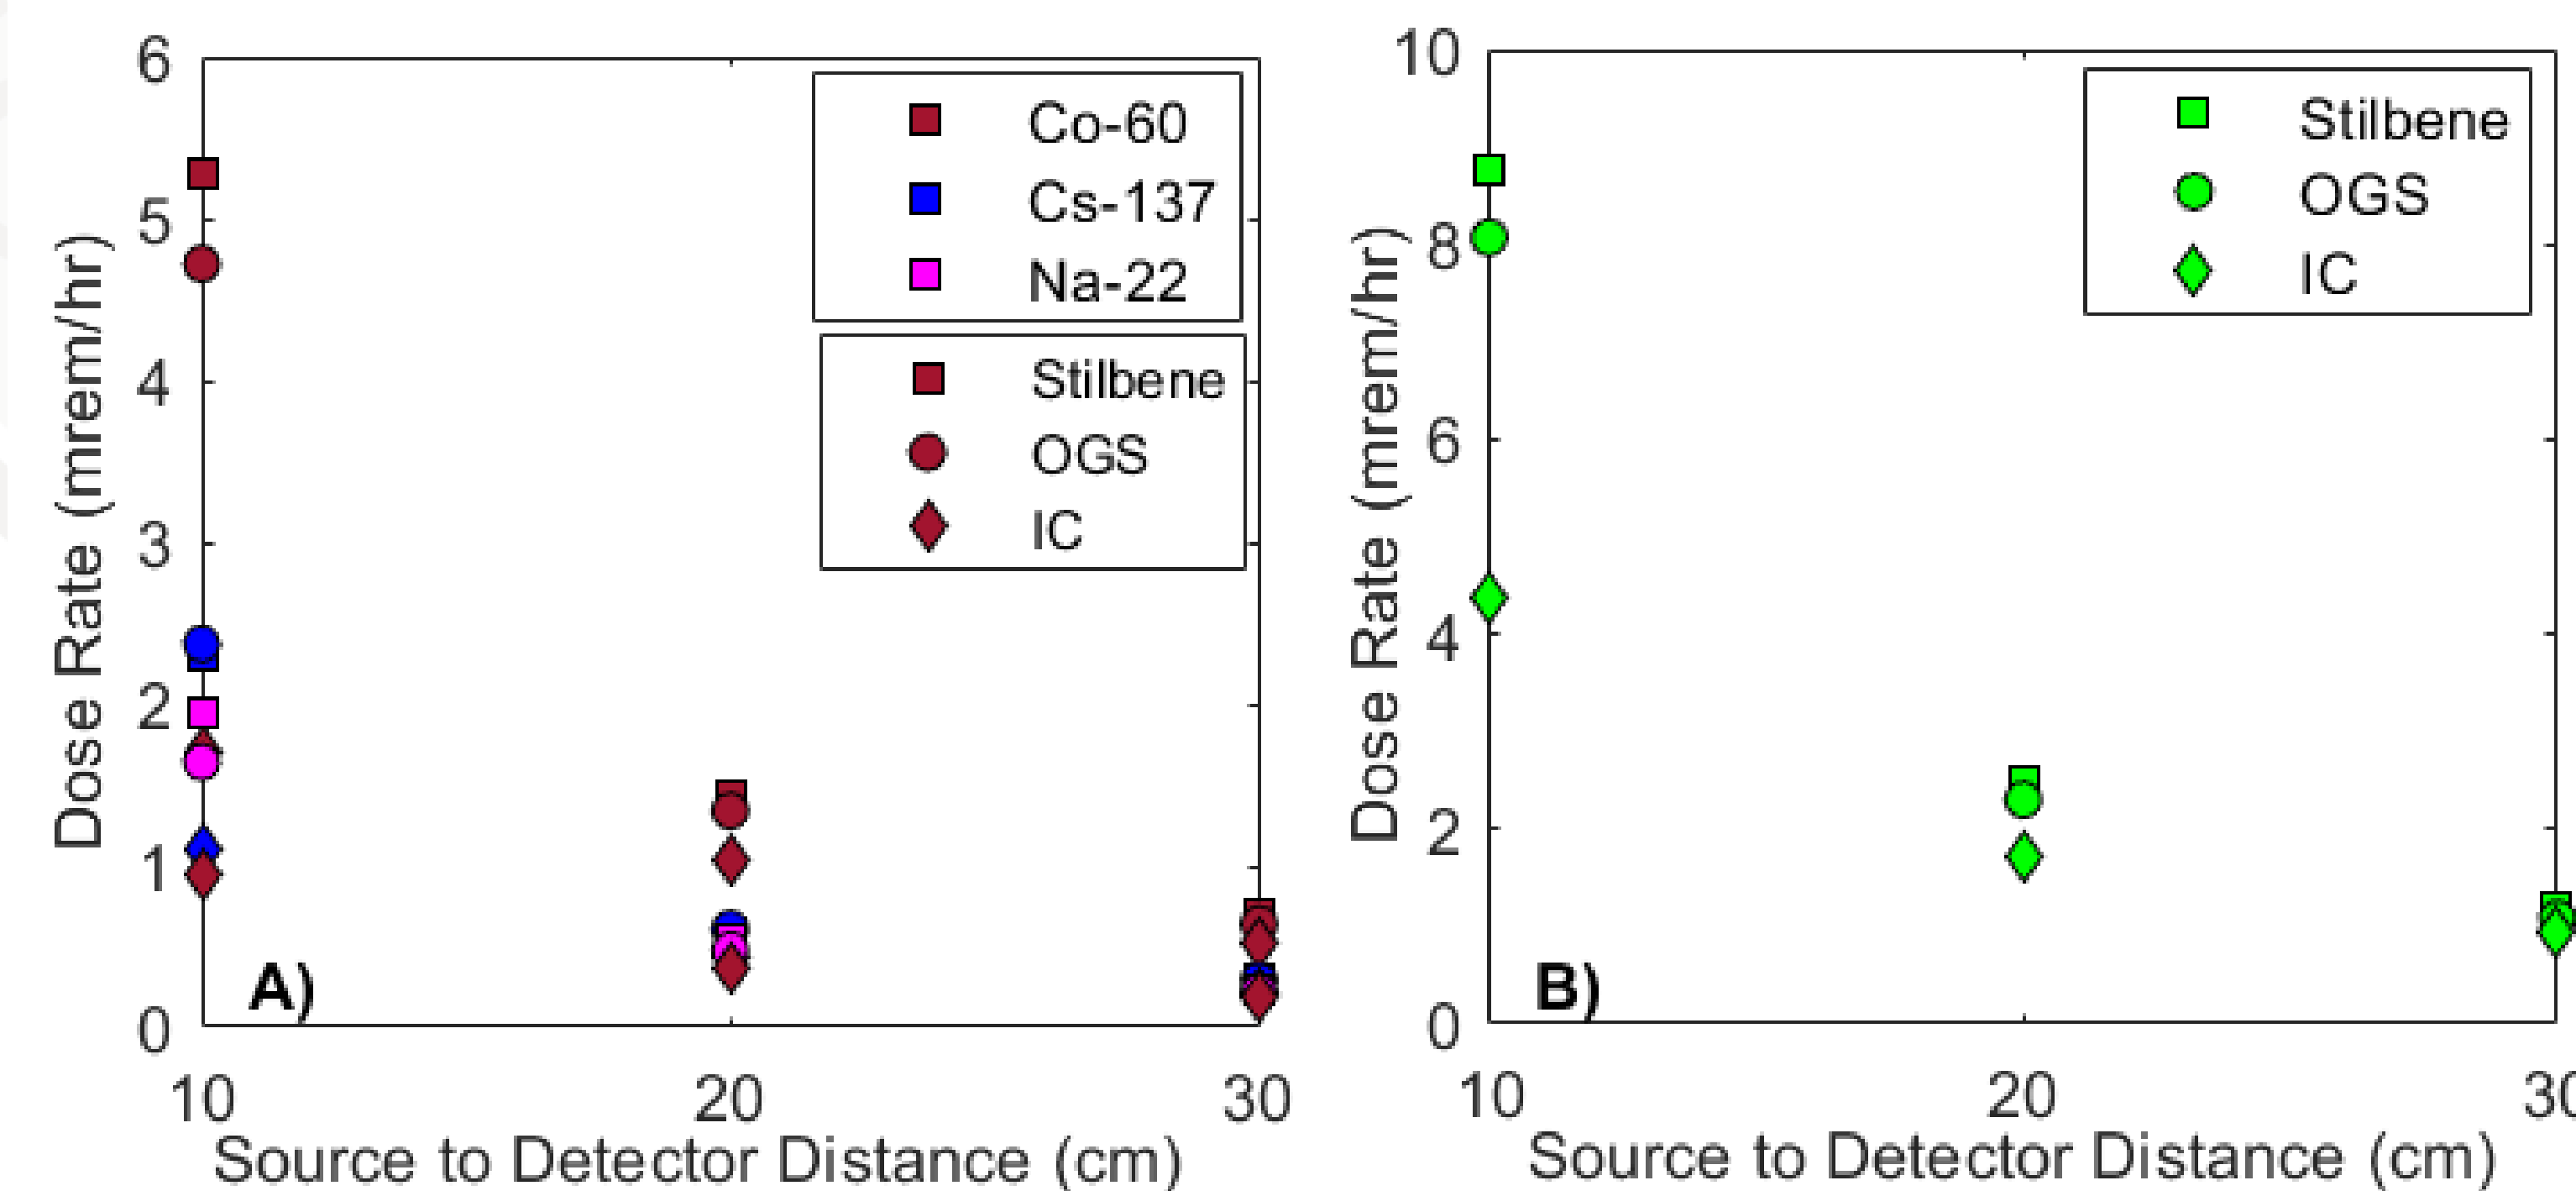 6
5
4
3
2
1
0
Dose Rate (mrem/hr)
Co-60
Cs-137
Na-22
Stilbene
OGS
IC
A)
10 20 30
Source to Detector Distance (cm)
10
8
6
4
2
0
Dose Rate (mrem/hr)
Stilbene
OGS
IC
B)
10 20 30
Source to Detector Distance (cm)